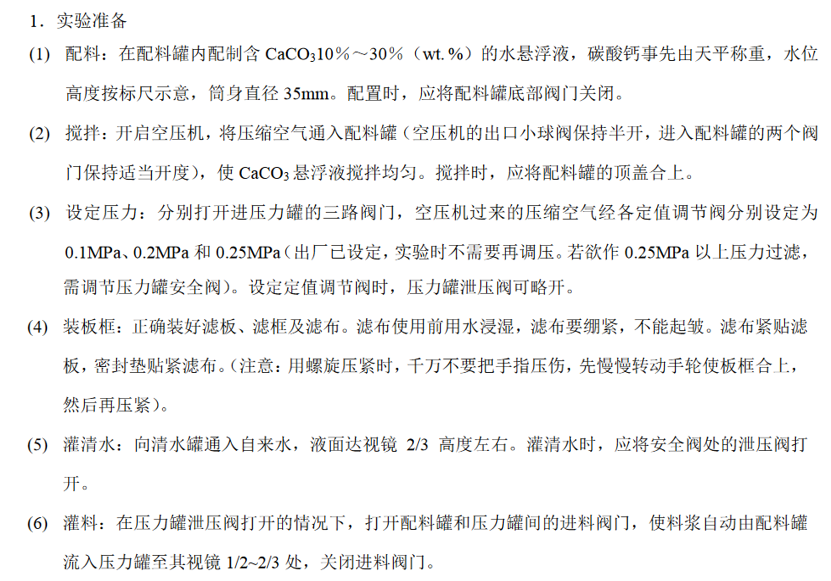 1．实验准备
(1) 配料：在配料罐内配制含 CaCO₃10％～30％（wt. %）的水悬浮液，碳酸钙事先由天平称重，水位
高度按标尺示意，筒身直径 35mm。配置时，应将配料罐底部阀门关闭。
(2) 搅拌：开启空压机，将压缩空气通入配料罐（空压机的出口小球阀保持半开，进入配料罐的两个阀
门保持适当开度），使 CaCO₃ 悬浮液搅拌均匀。搅拌时，应将配料罐的顶盖合上。
(3) 设定压力：分别打开进压力罐的三路阀门，空压机过来的压缩空气经各定值调节阀分别设定为
0.1MPa、0.2MPa 和 0.25MPa（出厂已设定，实验时不需要再调压。若欲作 0.25MPa 以上压力过滤，
需调节压力罐安全阀）。设定定值调节阀时，压力罐泄压阀可略开。
(4) 装板框：正确装好滤板、滤框及滤布。滤布使用前用水浸湿，滤布要绷紧，不能起皱。滤布紧贴滤
板，密封垫贴紧滤布。（注意：用螺旋压紧时，千万不要把手指压伤，先慢慢转动手轮使板框合上，
然后再压紧）。
(5) 灌清水：向清水罐通入自来水，液面达视镜 2/3 高度左右。灌清水时，应将安全阀处的泄压阀打
开。
(6) 灌料：在压力罐泄压阀打开的情况下，打开配料罐和压力罐间的进料阀门，使料浆自动由配料罐
流入压力罐至其视镜 1/2~2/3 处，关闭进料阀门。